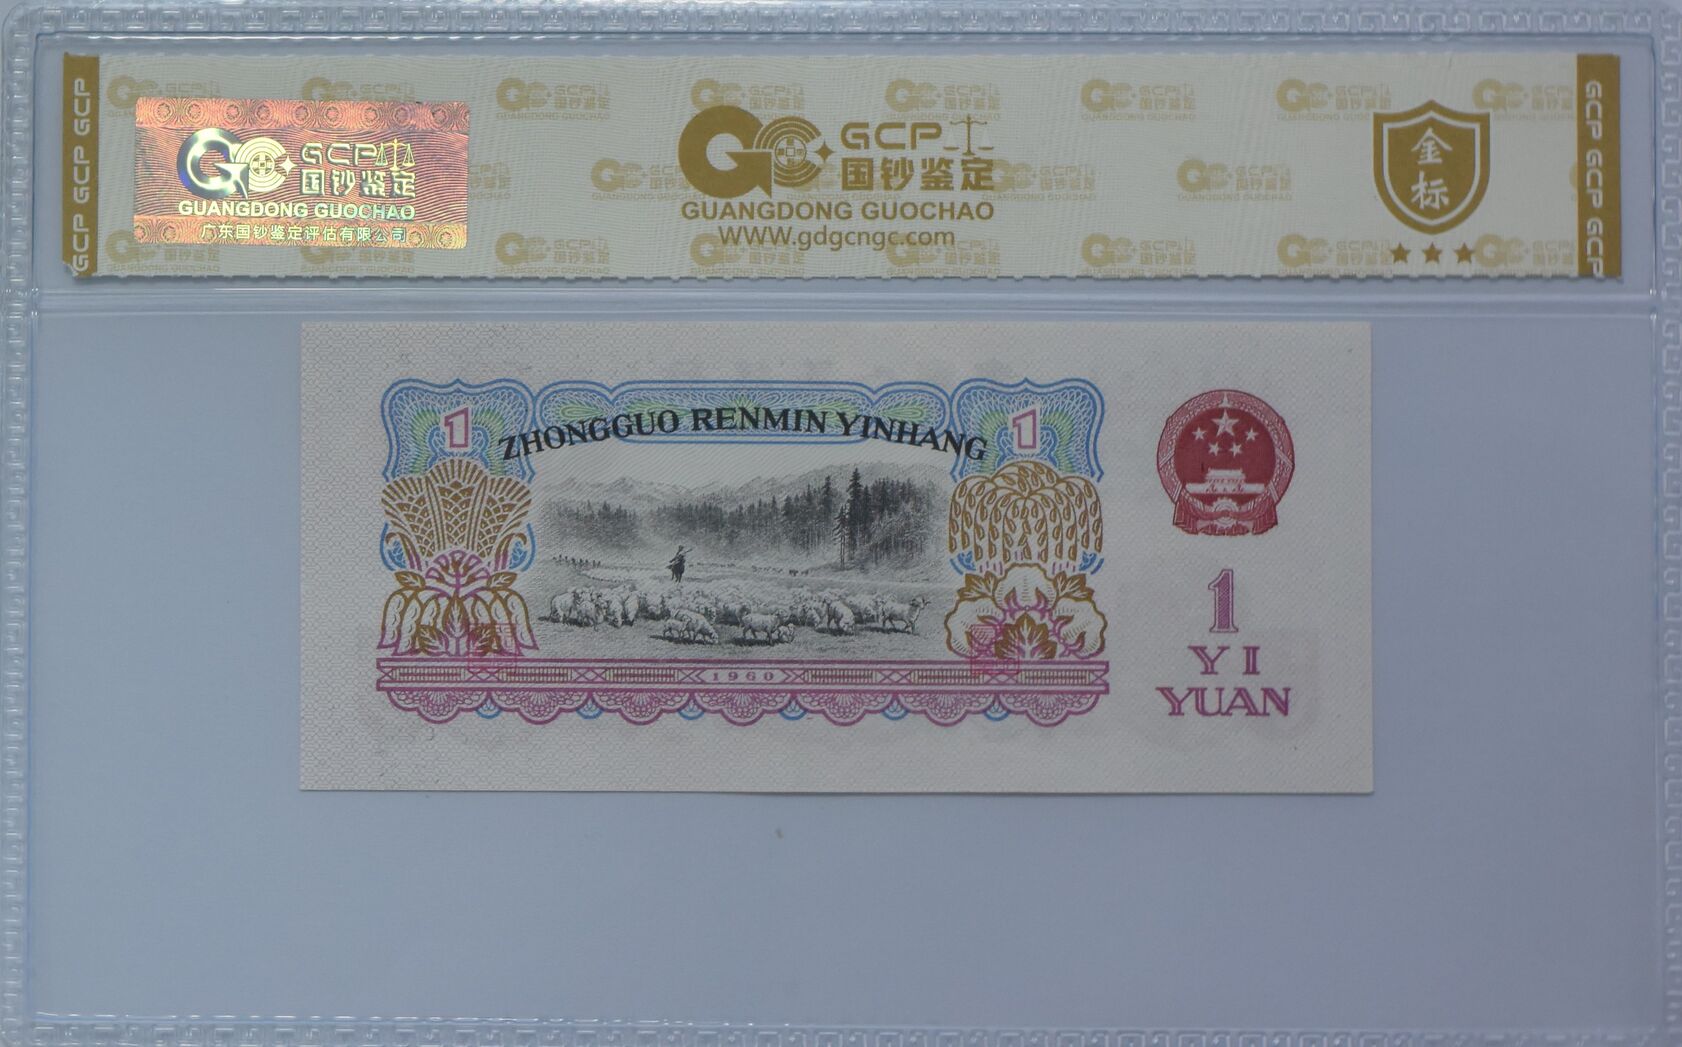 GCP GCP GCP
GCP
国钞鉴定
GUANGDONG GUOCHAO
广东国钞鉴定评估有限公司
GCP
国钞鉴定
GUANGDONG GUOCHAO
WWW.gdgcngc.com
金
标
GCP GCP GCP
ZHONGGUO RENMIN YINHANG
1
1
1960
1
YI
YUAN